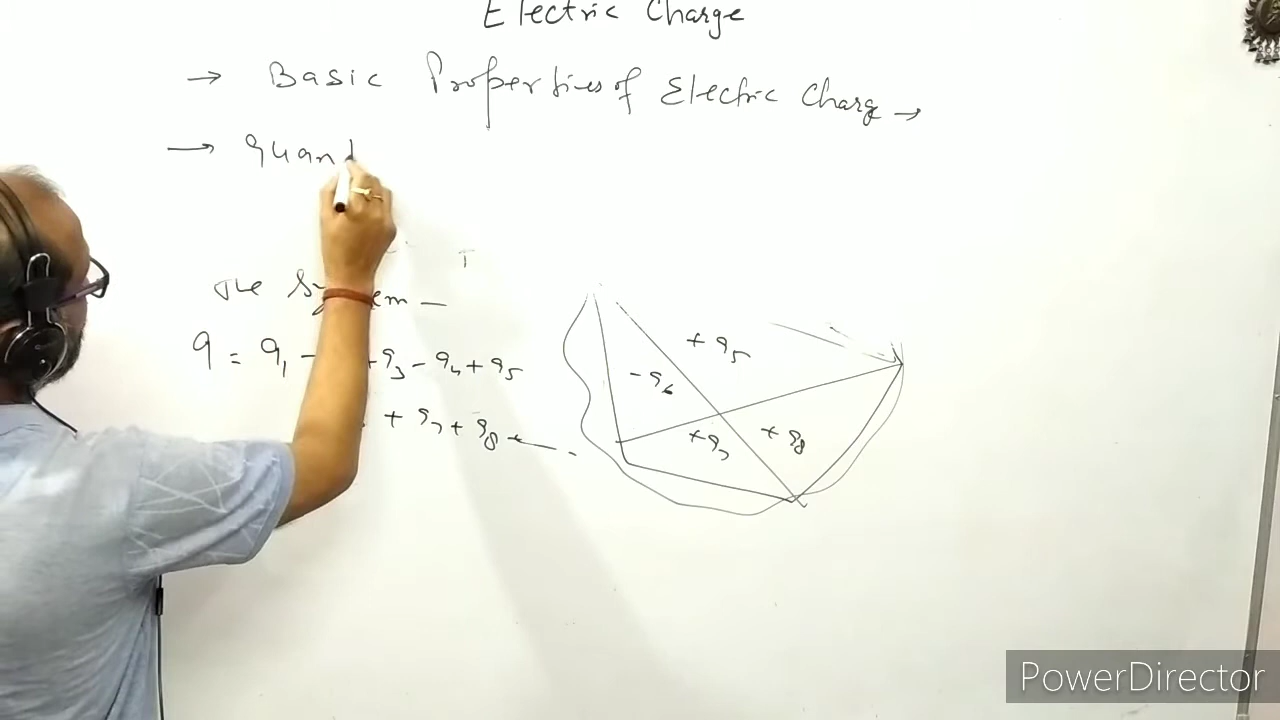 Electric Charge
→ Basic Properties of Electric Charg →
→ quant
The System —
q = q₁ - +q₃ - q₄ + q₅
+ q₇ + q₈
+ q₅
- q₆
+ q₇
+ q₈
PowerDirector